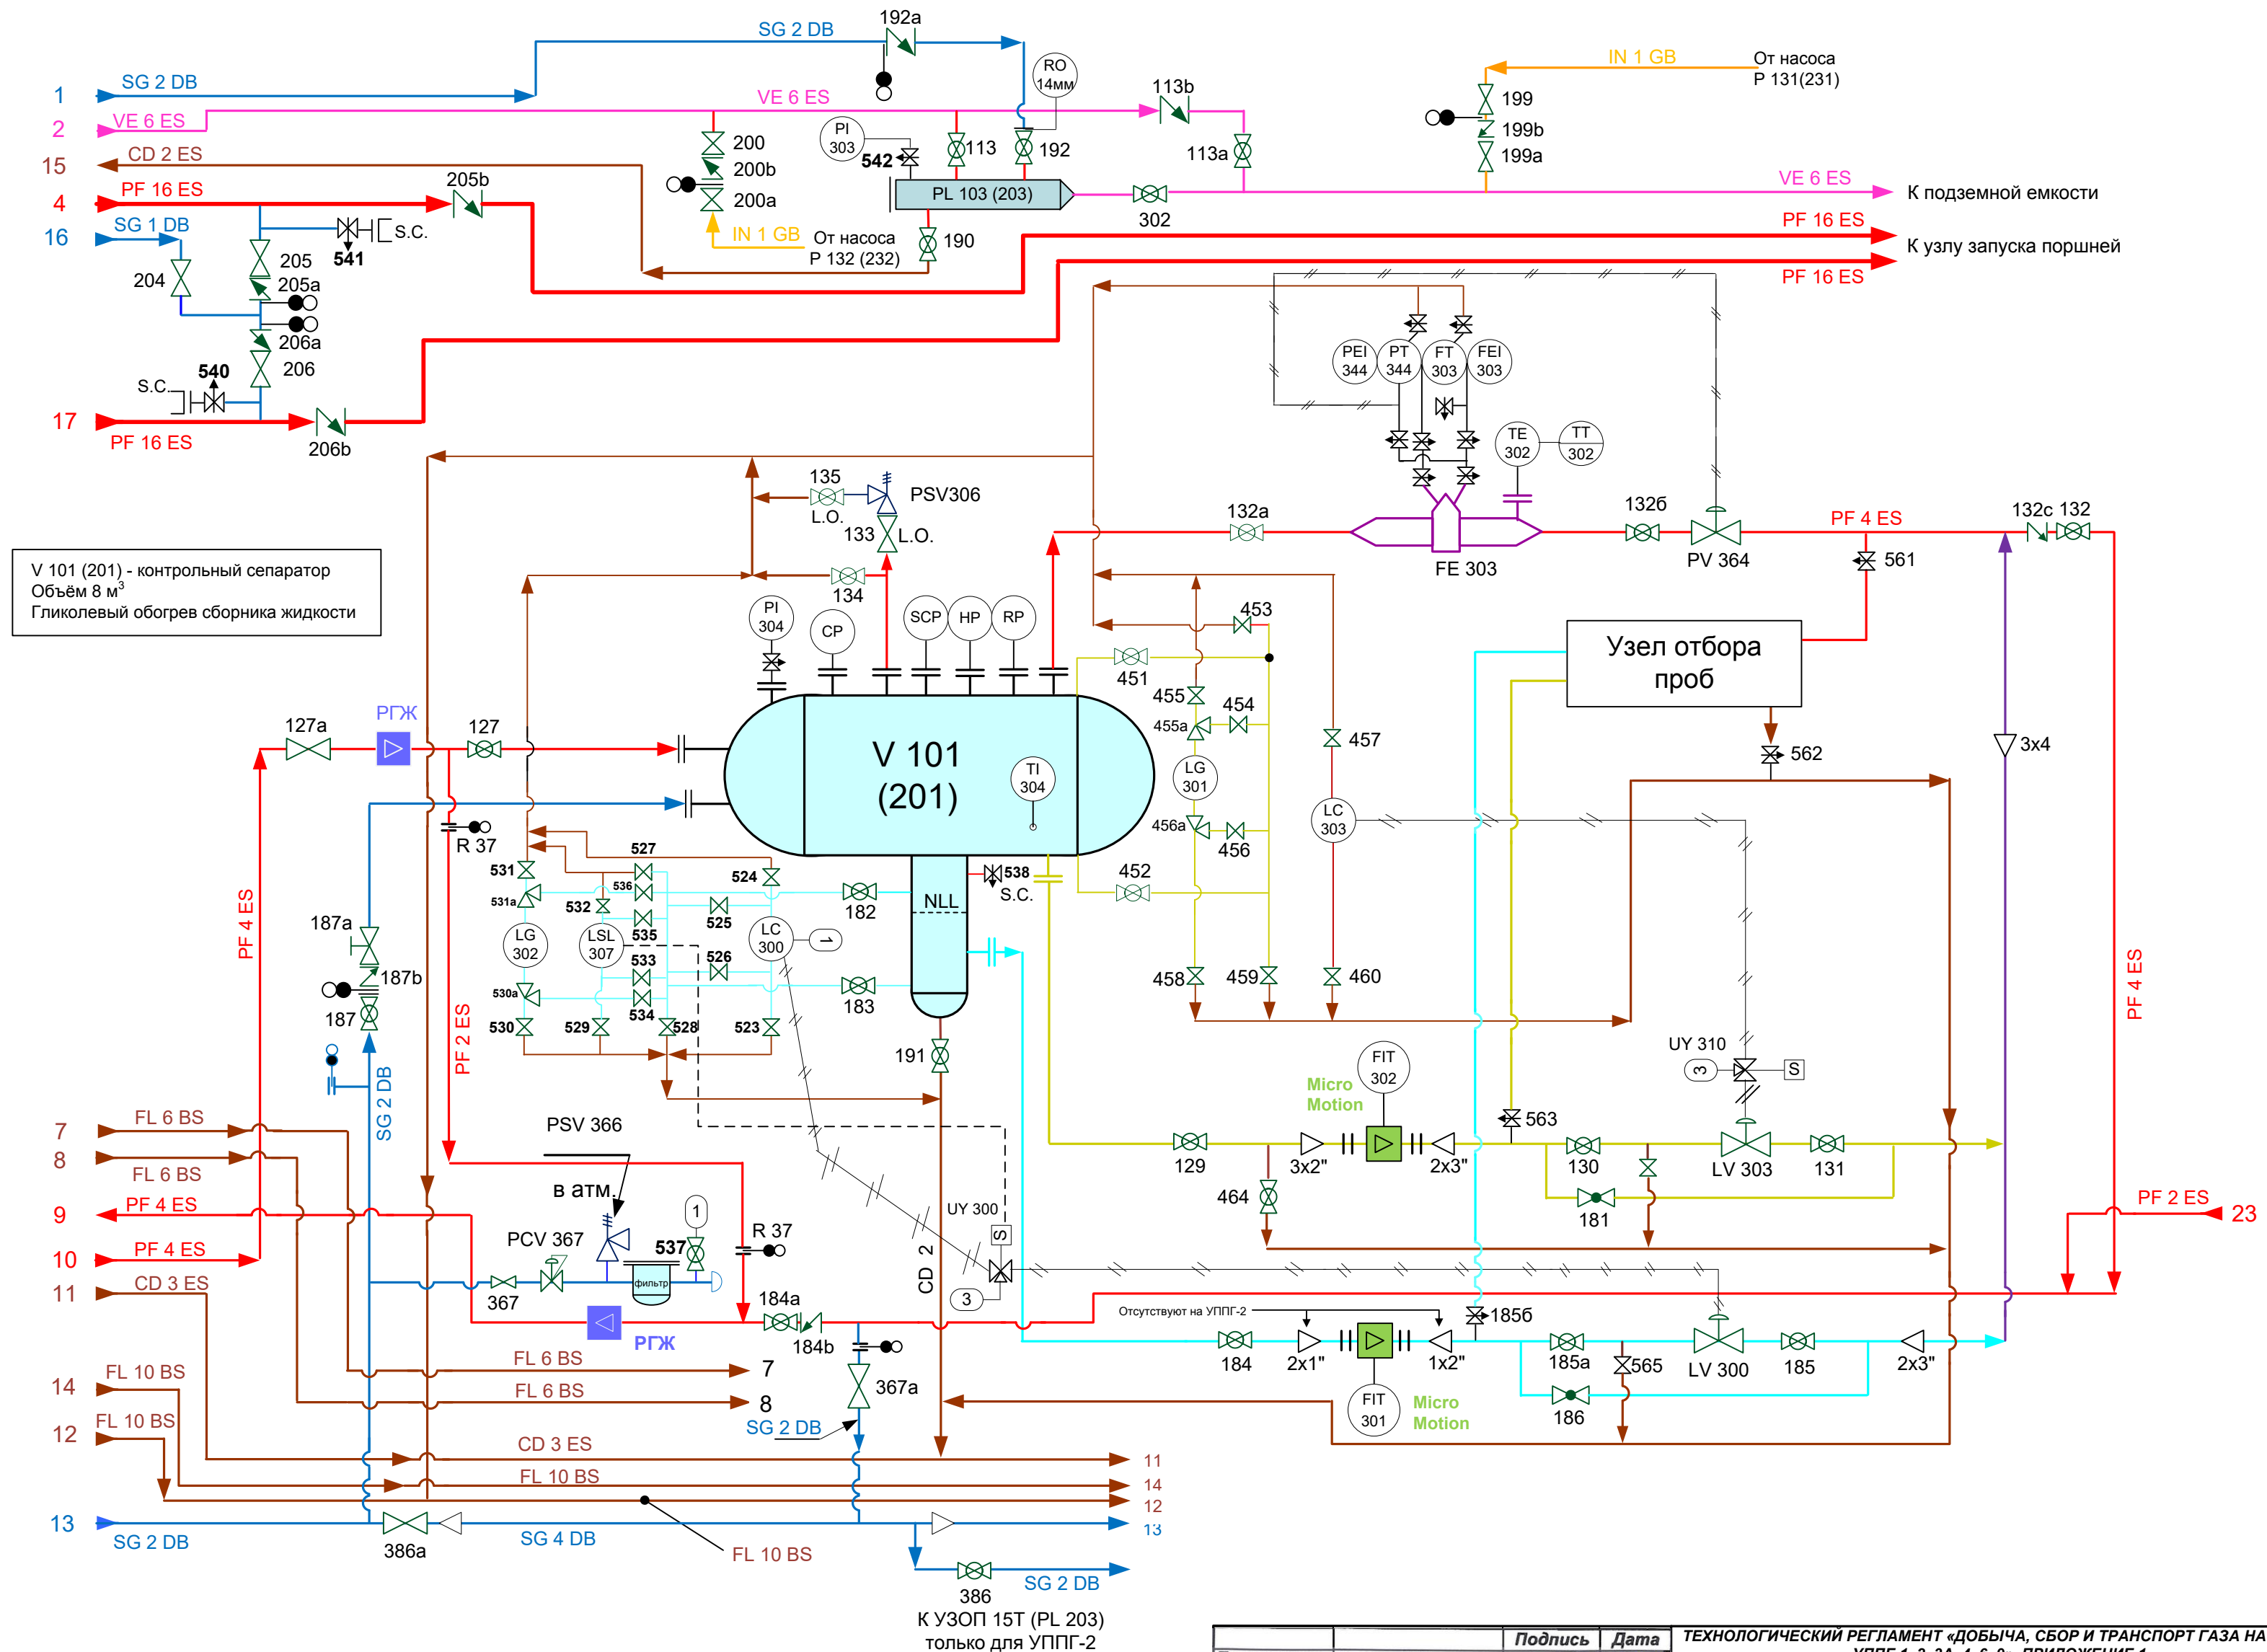 192a
SG 2 DB
1
SG 2 DB
RO
14мм
IN 1 GB
От насоса
Р 131(231)
2
VE 6 ES
VE 6 ES
113b
199
199b
199a
15
CD 2 ES
PI
303
542
200
200b
200a
113
192
113a
4
PF 16 ES
205b
PL 103 (203)
302
VE 6 ES
К подземной емкости
16
SG 1 DB
S.C.
541
IN 1 GB
От насоса
Р 132 (232)
190
PF 16 ES
К узлу запуска поршней
PF 16 ES
204
205
205a
206a
206
540
S.C.
17
PF 16 ES
206b
PEI
344
PT
344
FT
303
FEI
303
TE
302
TT
302
135
L.O.
PSV306
133
L.O.
134
132a
FE 303
132б
PV 364
PF 4 ES
132c
132
561
V 101 (201) - контрольный сепаратор
Объём 8 м3
Гликолевый обогрев сборника жидкости
PI
304
CP
SCP
HP
RP
453
451
Узел отбора
проб
455
454
455a
457
562
3x4
127a
РГЖ
127
V 101
(201)
TI
304
LG
301
LC
303
456a
456
R 37
531
527
524
536
531a
532
525
535
182
NLL
538
S.C.
452
LG
302
LSL
307
LC
300
1
187a
187b
187
533
526
530a
534
183
530
529
528
523
458
459
460
PF 4 ES
PF 2 ES
SG 2 DB
PF 4 ES
191
UY 310
3
S
FIT
302
Micro
Motion
7
FL 6 BS
8
FL 6 BS
PSV 366
в атм.
129
3x2"
2x3"
563
130
LV 303
131
464
181
9
PF 4 ES
10
PF 4 ES
PCV 367
537
1
R 37
UY 300
S
3
CD 2
PF 2 ES
23
11
CD 3 ES
367
фильтр
РГЖ
184a
184b
Отсутствуют на УППГ-2
185б
184
2x1"
1x2"
185a
565
LV 300
185
2x3"
FL 6 BS
7
FL 6 BS
8
367a
SG 2 DB
FIT
301
Micro
Motion
186
14
FL 10 BS
12
FL 10 BS
CD 3 ES
11
FL 10 BS
14
12
13
SG 2 DB
386a
SG 4 DB
13
FL 10 BS
386
SG 2 DB
К УЗОП 15Т (PL 203)
только для УППГ-2
Подпись
Дата
ТЕХНОЛОГИЧЕСКИЙ РЕГЛАМЕНТ «ДОБЫЧА, СБОР И ТРАНСПОРТ ГАЗА НА